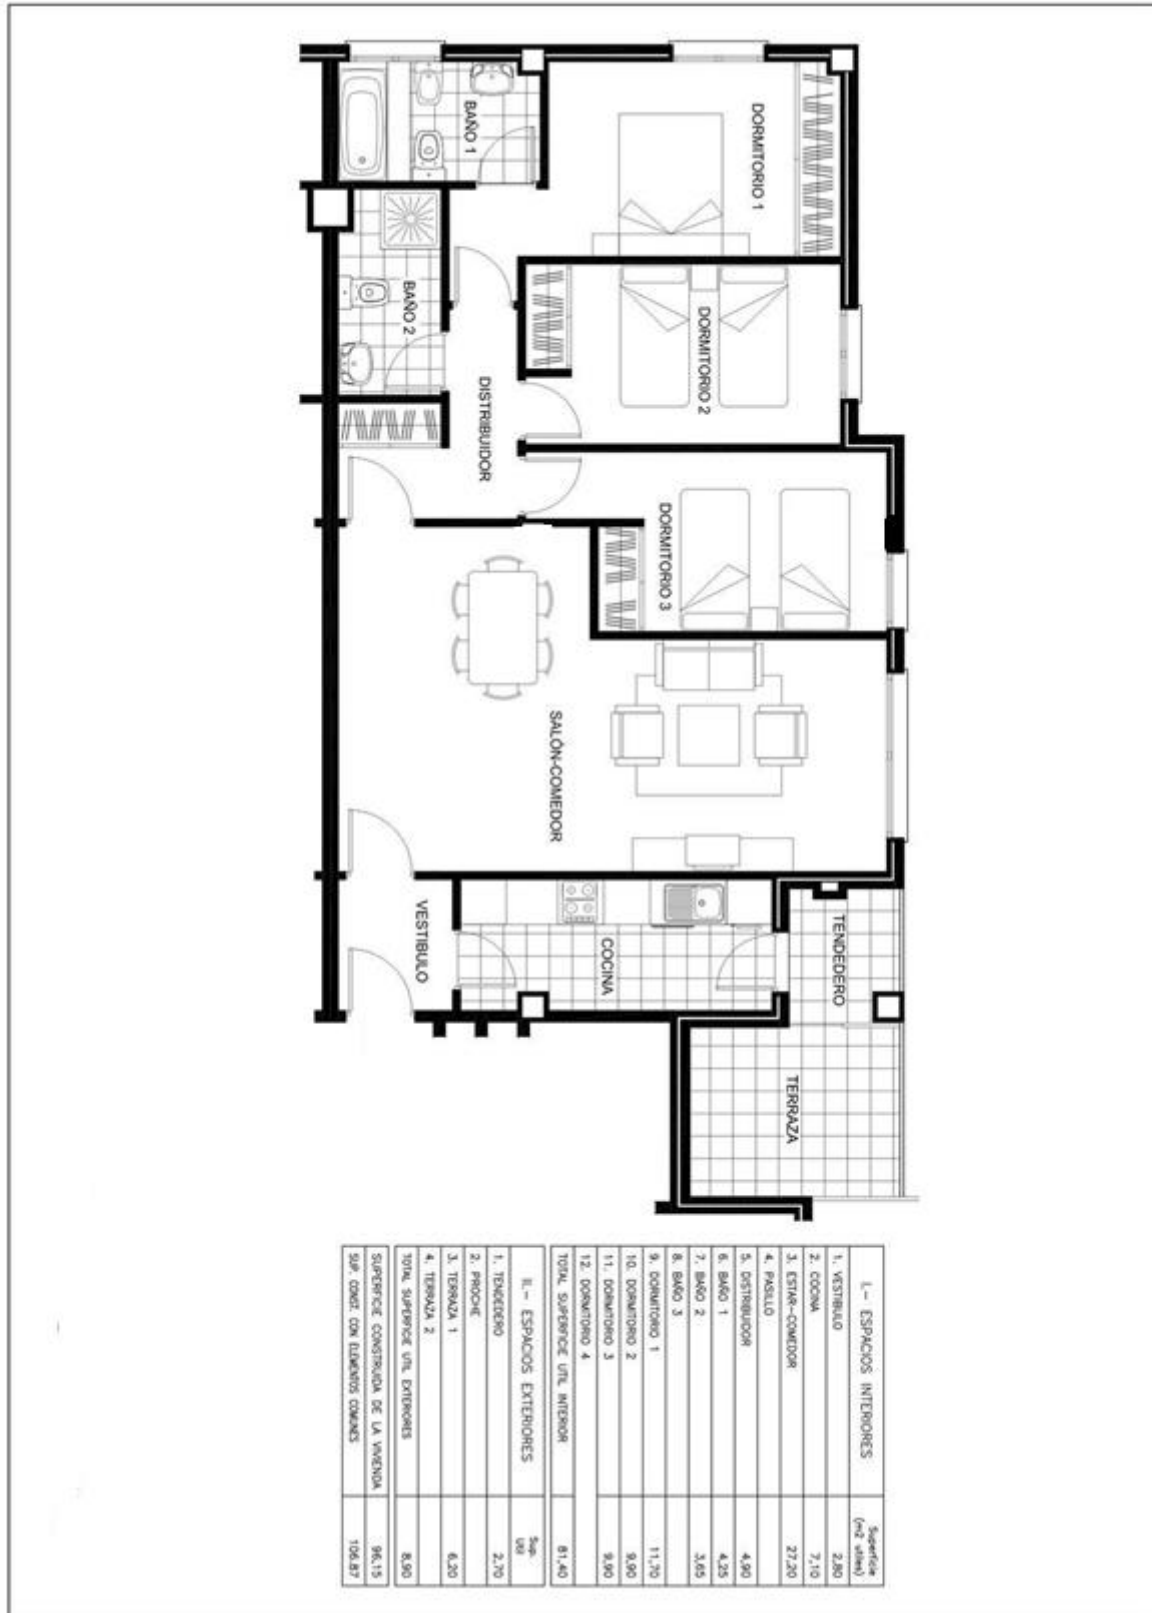 BAÑO 1
DORMITORIO 1
BAÑO 2
DORMITORIO 2
DISTRIBUIDOR
DORMITORIO 3
SALÓN-COMEDOR
VESTIBULO
COCINA
TENDEDERO
TERRAZA
I.- ESPACIOS INTERIORES Superficie (m2 utiles)
1. VESTIBULO 2,80
2. COCINA 7,10
3. ESTAR-COMEDOR 27,20
4. PASILLO
5. DISTRIBUIDOR 4,90
6. BAÑO 1 4,25
7. BAÑO 2 3,65
8. BAÑO 3
9. DORMITORIO 1 11,70
10. DORMITORIO 2 9,90
11. DORMITORIO 3 9,90
12. DORMITORIO 4
TOTAL SUPERFICIE UTIL INTERIOR 81,40
II.- ESPACIOS EXTERIORES Sup. Util
1. TENDEDERO 2,70
2. PROCHE
3. TERRAZA 1 6,20
4. TERRAZA 2
TOTAL SUPERFICIE UTIL EXTERIORES 8,90
SUPERFICIE CONSTRUIDA DE LA VIVIENDA 96,15
SUP. CONST. CON ELEMENTOS COMUNES 106,87